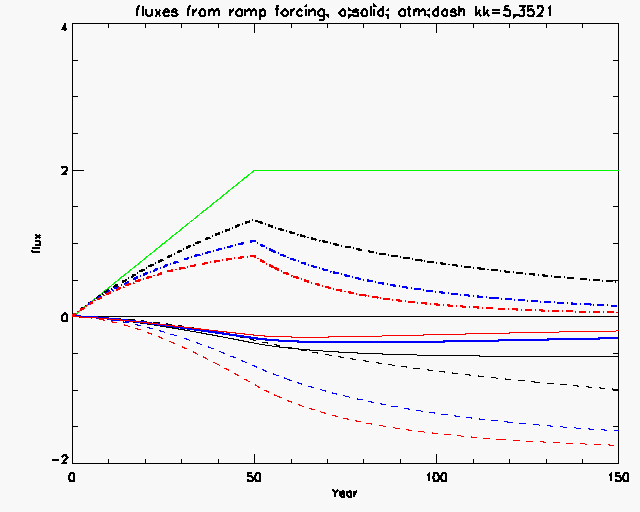 fluxes from ramp forcing, o;solid; atm;dash kk=5.3521
4
2
0
-2
flux
0
50
100
150
Year